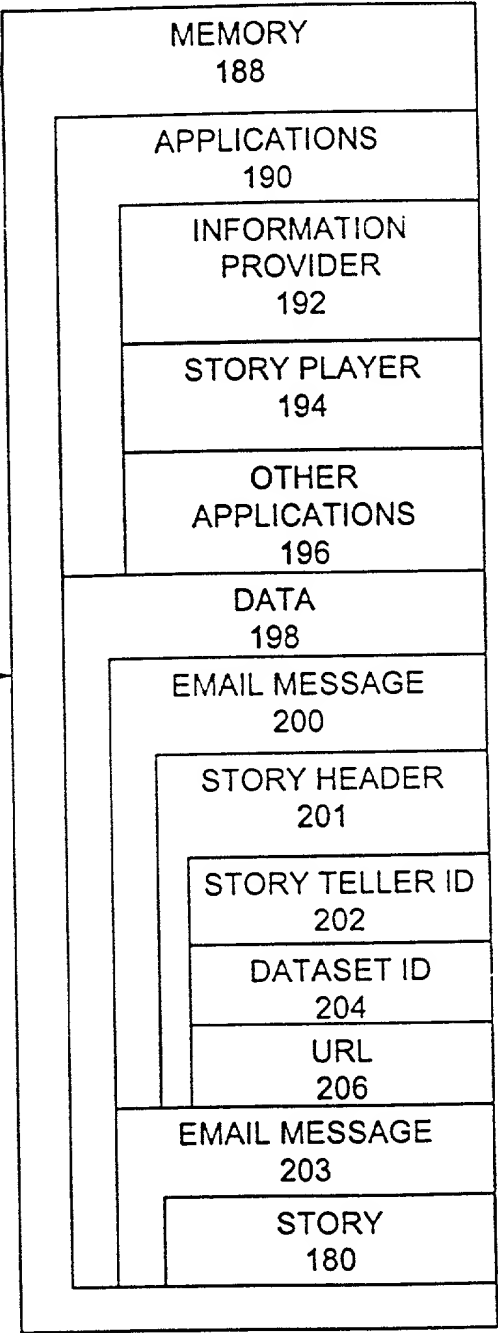 MEMORY
188
APPLICATIONS
190
INFORMATION
PROVIDER
192
STORY PLAYER
194
OTHER
APPLICATIONS
196
DATA
198
EMAIL MESSAGE
200
STORY HEADER
201
STORY TELLER ID
202
DATASET ID
204
URL
206
EMAIL MESSAGE
203
STORY
180